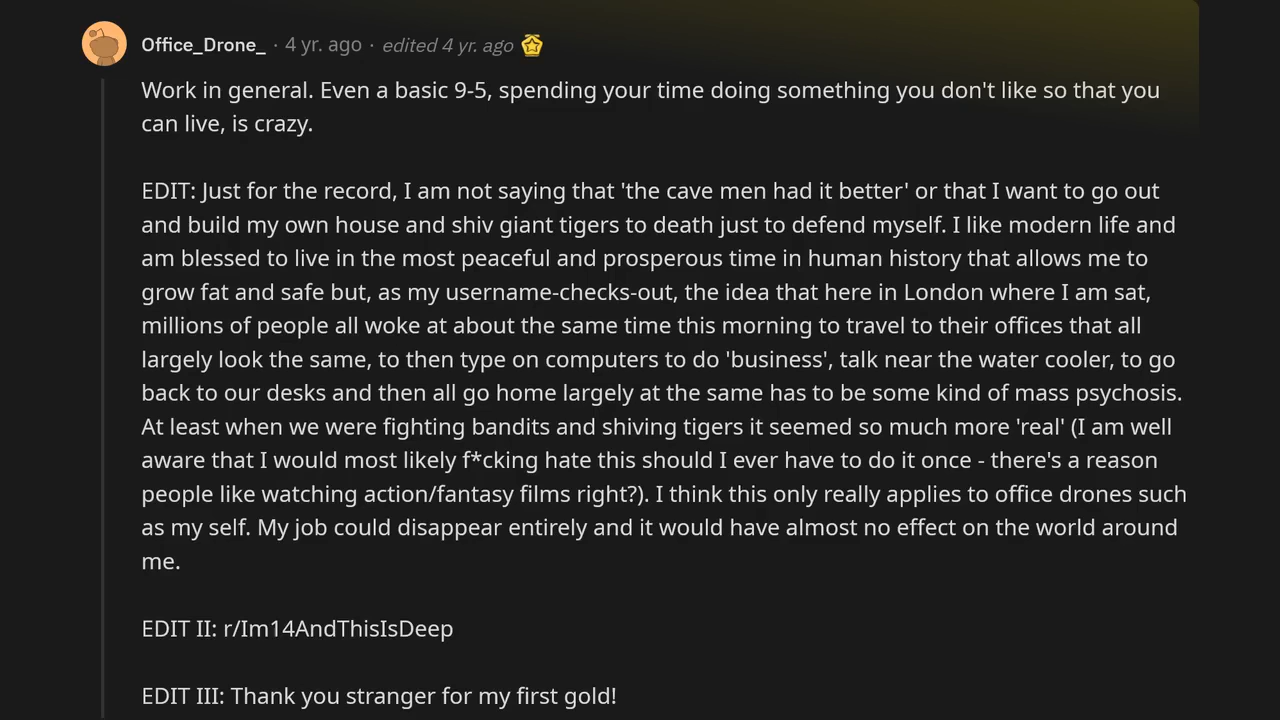 Office_Drone_ · 4 yr. ago · edited 4 yr. ago
Work in general. Even a basic 9-5, spending your time doing something you don't like so that you
can live, is crazy.
EDIT: Just for the record, I am not saying that 'the cave men had it better' or that I want to go out
and build my own house and shiv giant tigers to death just to defend myself. I like modern life and
am blessed to live in the most peaceful and prosperous time in human history that allows me to
grow fat and safe but, as my username-checks-out, the idea that here in London where I am sat,
millions of people all woke at about the same time this morning to travel to their offices that all
largely look the same, to then type on computers to do 'business', talk near the water cooler, to go
back to our desks and then all go home largely at the same has to be some kind of mass psychosis.
At least when we were fighting bandits and shiving tigers it seemed so much more 'real' (I am well
aware that I would most likely f*cking hate this should I ever have to do it once - there's a reason
people like watching action/fantasy films right?). I think this only really applies to office drones such
as my self. My job could disappear entirely and it would have almost no effect on the world around
me.
EDIT II: r/Im14AndThisIsDeep
EDIT III: Thank you stranger for my first gold!